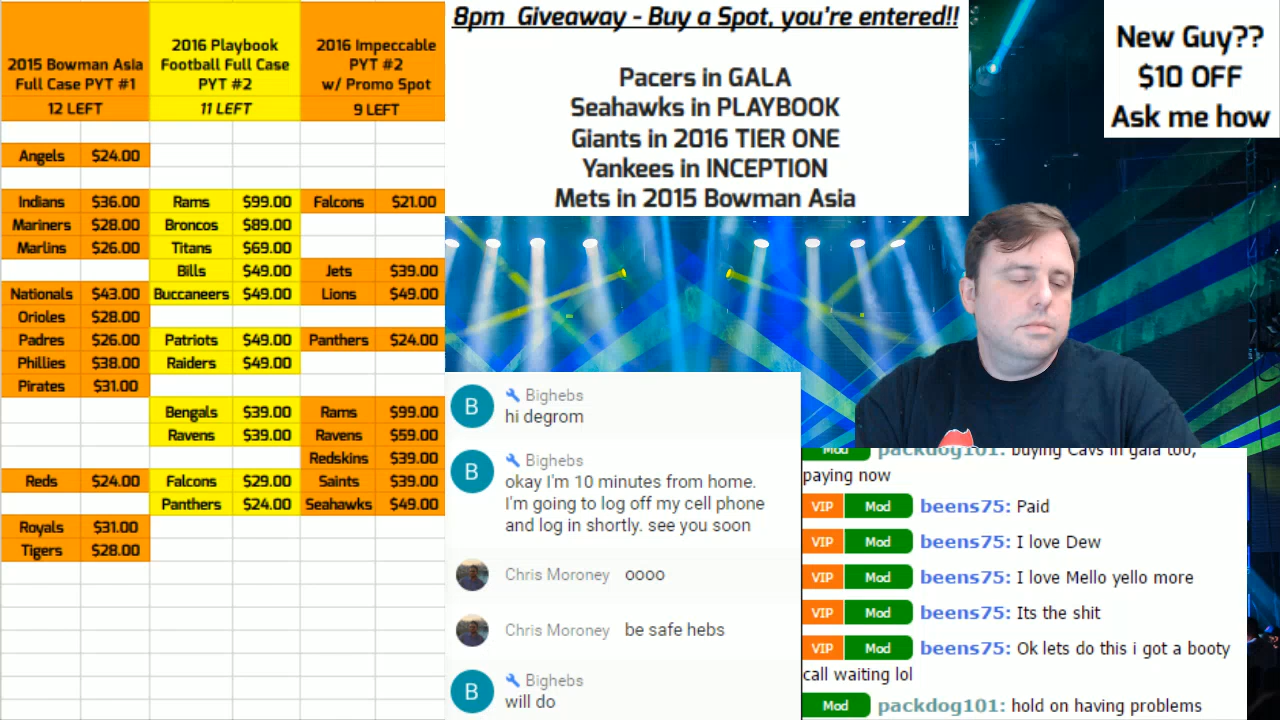 2015 Bowman Asia
Full Case PYT #1
12 LEFT
Angels $24.00
Indians $36.00
Mariners $28.00
Marlins $26.00
Nationals $43.00
Orioles $28.00
Padres $26.00
Phillies $38.00
Pirates $31.00
Reds $24.00
Royals $31.00
Tigers $28.00
2016 Playbook
Football Full Case
PYT #2
11 LEFT
Rams $99.00
Broncos $89.00
Titans $69.00
Bills $49.00
Buccaneers $49.00
Patriots $49.00
Raiders $49.00
Bengals $39.00
Ravens $39.00
Falcons $29.00
Panthers $24.00
2016 Impeccable
PYT #2
w/ Promo Spot
9 LEFT
Falcons $21.00
Jets $39.00
Lions $49.00
Panthers $24.00
Rams $99.00
Ravens $59.00
Redskins $39.00
Saints $39.00
Seahawks $49.00
8pm Giveaway - Buy a Spot, you're entered!!
Pacers in GALA
Seahawks in PLAYBOOK
Giants in 2016 TIER ONE
Yankees in INCEPTION
Mets in 2015 Bowman Asia
New Guy??
$10 OFF
Ask me how
B Bighebs
hi degrom
B Bighebs
okay I'm 10 minutes from home.
I'm going to log off my cell phone
and log in shortly. see you soon
Chris Moroney oooo
Chris Moroney be safe hebs
B Bighebs
will do
Mod packdog101: buying Cavs in gala too,
paying now
VIP Mod beens75: Paid
VIP Mod beens75: I love Dew
VIP Mod beens75: I love Mello yello more
VIP Mod beens75: Its the shit
VIP Mod beens75: Ok lets do this i got a booty
call waiting lol
Mod packdog101: hold on having problems